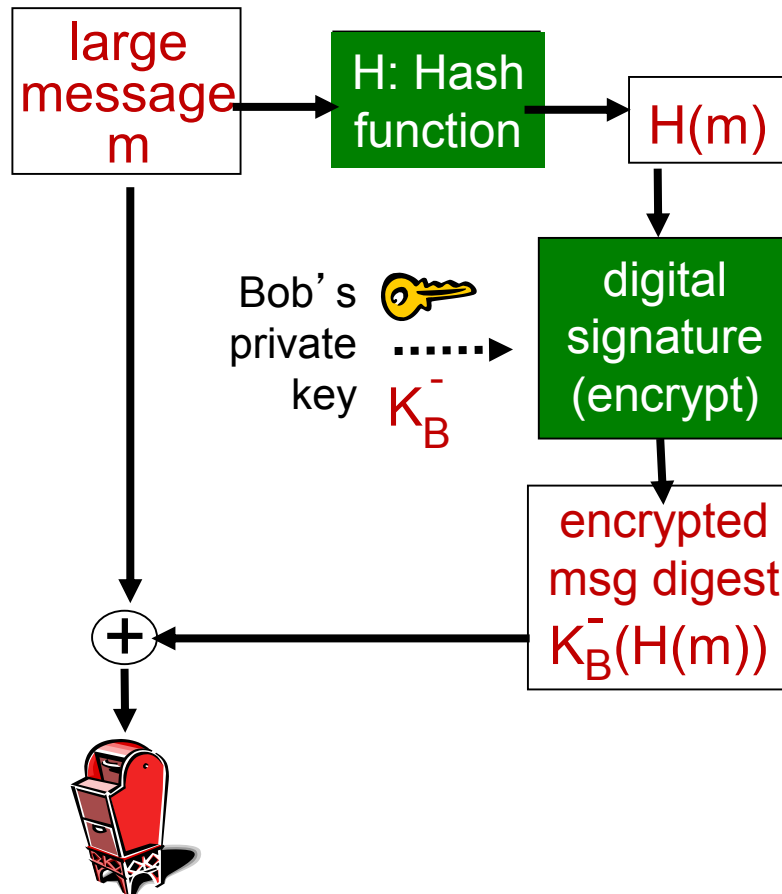 large
message
m
H: Hash
function
H(m)
Bob’s
private
key
K_B^-
digital
signature
(encrypt)
encrypted
msg digest
K_B^-(H(m))
+